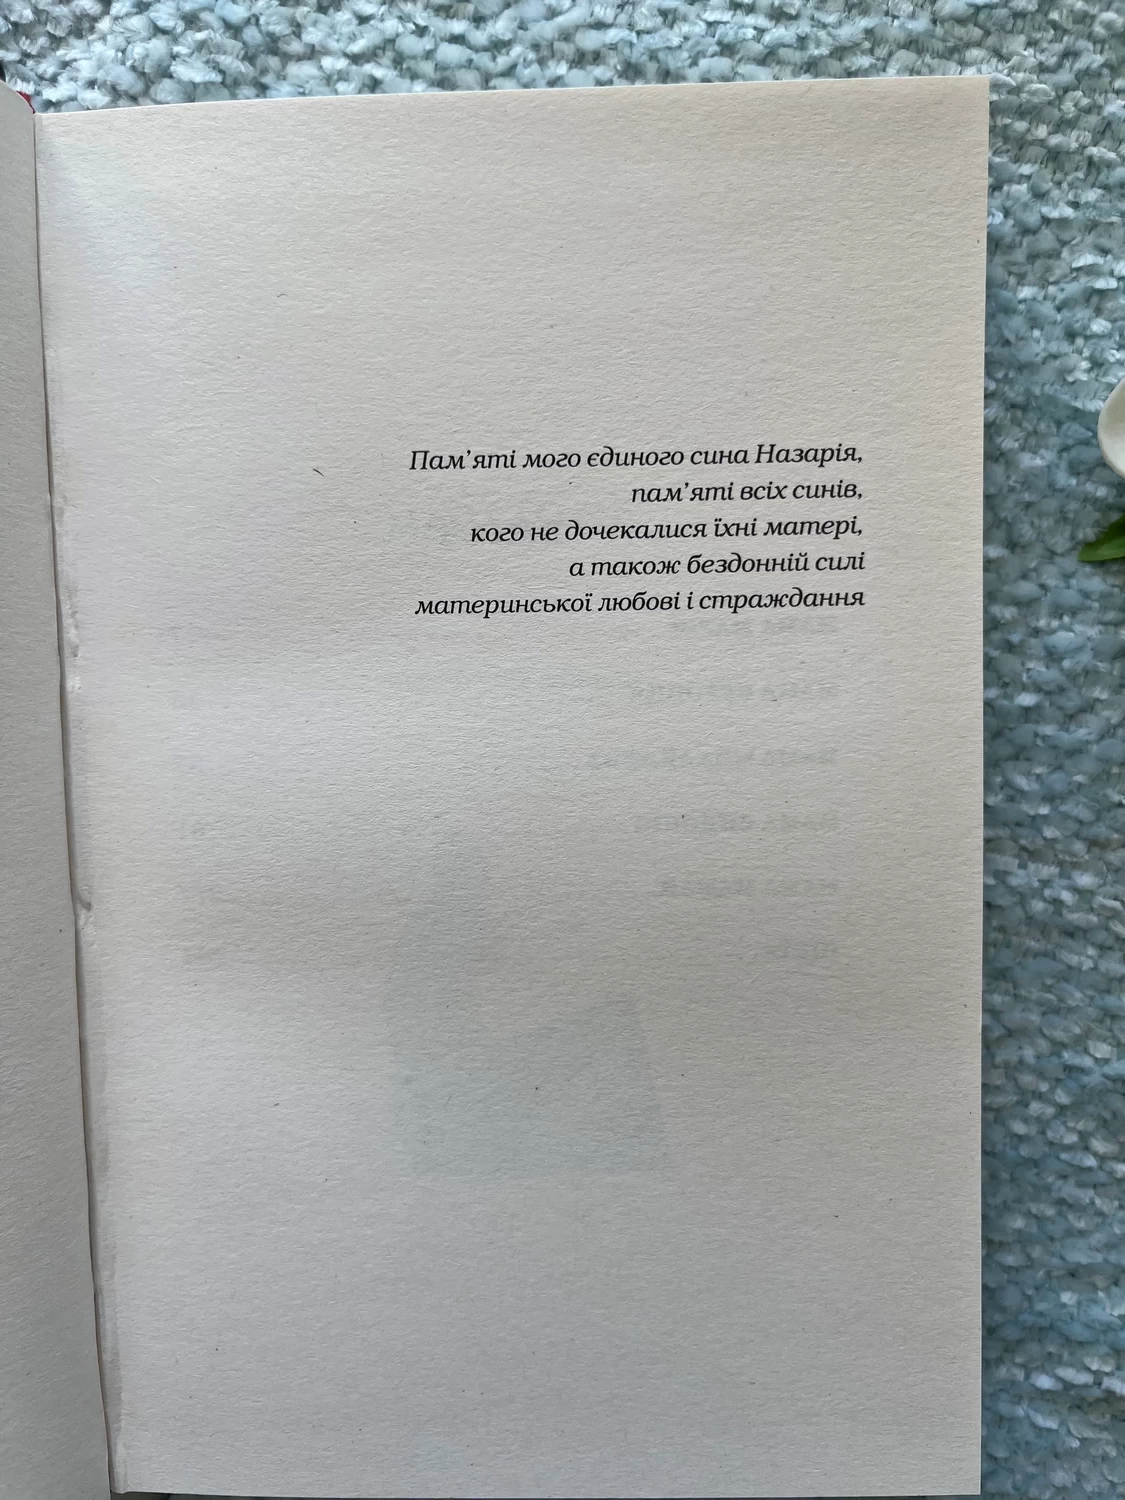 Пам’яті мого єдиного сина Назарія,
пам’яті всіх синів,
кого не дочекалися їхні матері,
а також бездонній силі
материнської любові і страждання